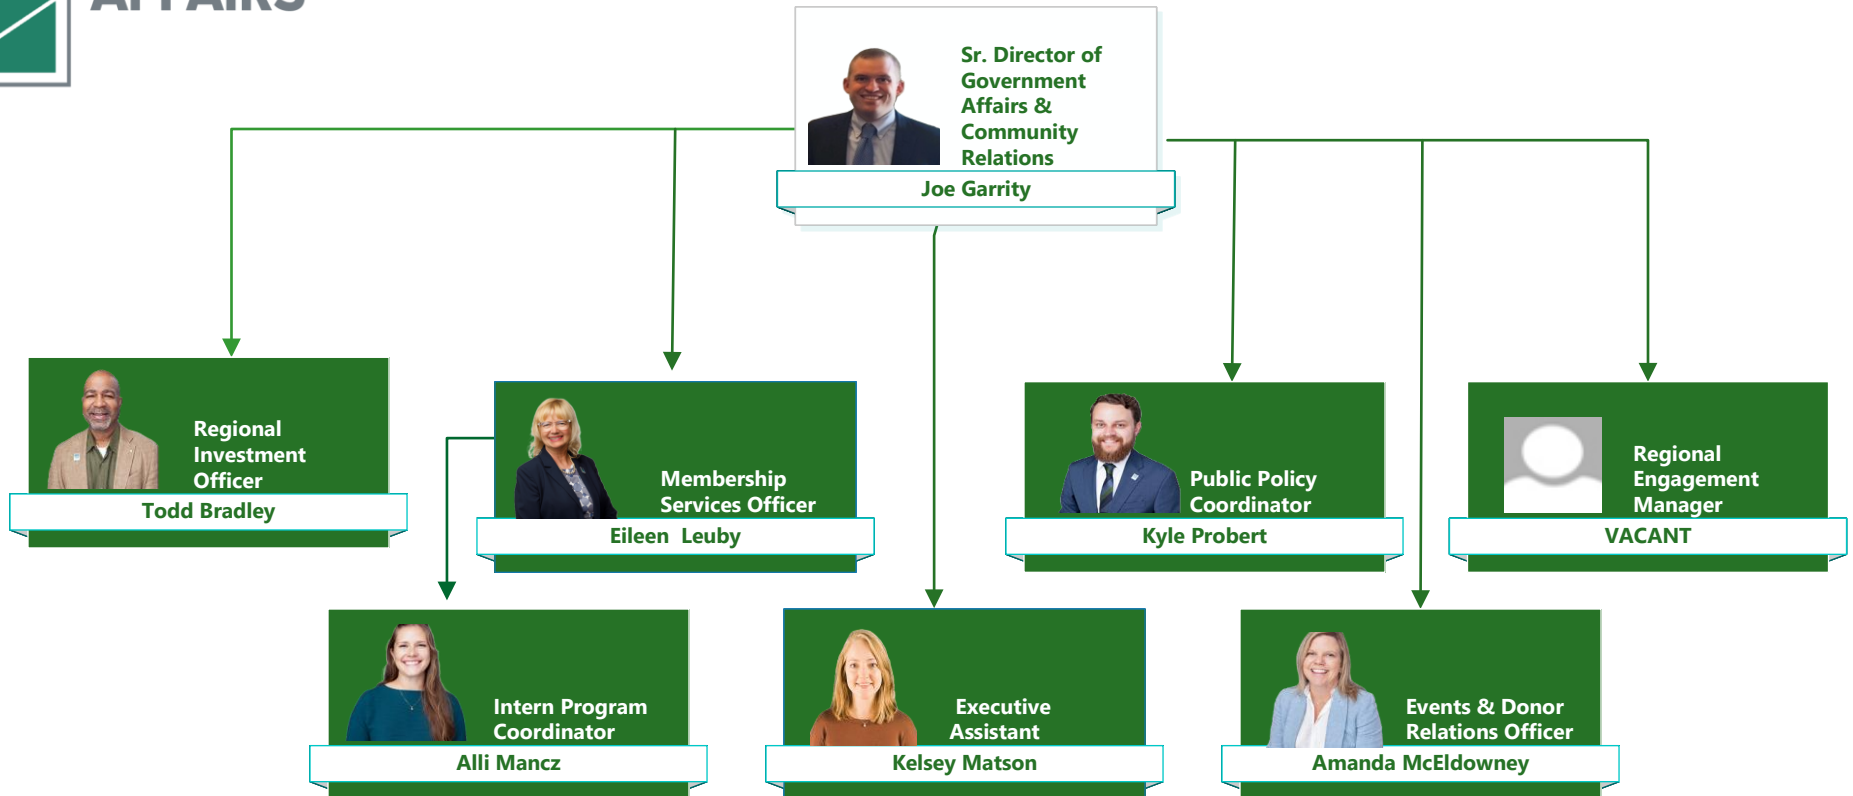 AFFAIRS
Sr. Director of
Government
Affairs &
Community
Relations
Joe Garrity
Regional
Investment
Officer
Todd Bradley
Membership
Services Officer
Eileen  Leuby
Public Policy
Coordinator
Kyle Probert
Regional
Engagement
Manager
VACANT
Intern Program
Coordinator
Alli Mancz
Executive
Assistant
Kelsey Matson
Events & Donor
Relations Officer
Amanda McEldowney